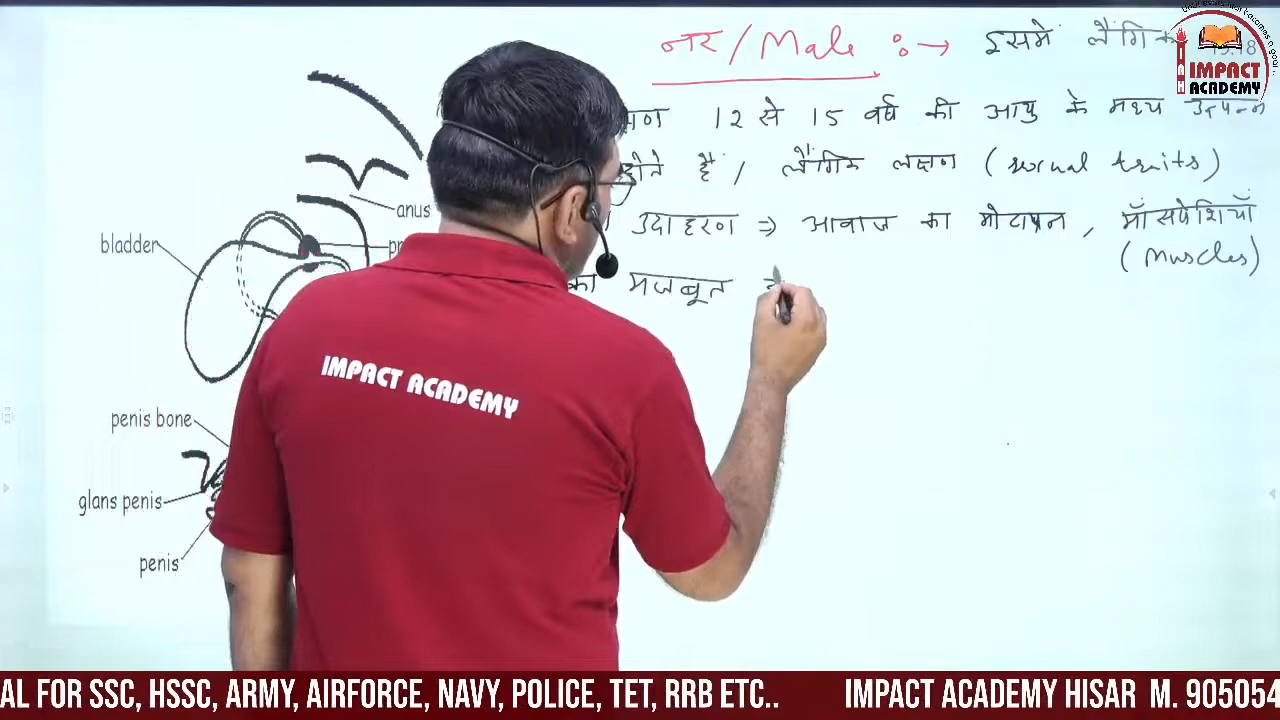 नर / Male :→ इसमें लैंगिक
12 से 15 वर्ष की आयु के मध्य उत्पन्न
होते हैं / लैंगिक लक्षण (sexual traits)
उदाहरण ⇒ आवाज का मोटापन, माँसपेशियाँ
(Muscles)
का मजबूत
IMPACT
ACADEMY
anus
bladder
penis bone
glans penis
penis
IMPACT ACADEMY
AL FOR SSC, HSSC, ARMY, AIRFORCE, NAVY, POLICE, TET, RRB ETC.. IMPACT ACADEMY HISAR M. 905054